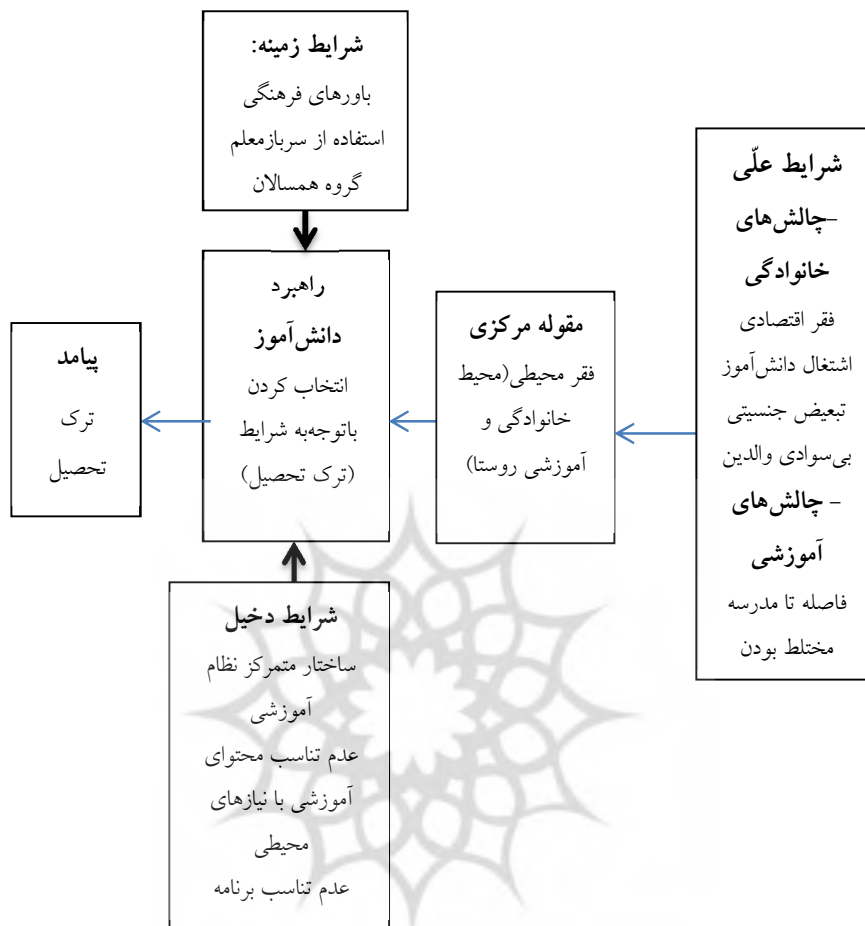 شرایط زمینه:
باورهای فرهنگی
استفاده از سربازمعلم
گروه همسالان
شرایط علّی
–چالش‌های
خانوادگی
فقر اقتصادی
اشتغال دانش‌آموز
تبعیض جنسیتی
بی‌سوادی والدین
– چالش‌های
آموزشی
فاصله تا مدرسه
مختلط بودن
مقوله مرکزی
فقر محیطی(محیط
خانوادگی و
آموزشی روستا)
راهبرد
دانش‌آموز
انتخاب کردن
باتوجه‌به شرایط
(ترک تحصیل)
پیامد
ترک
تحصیل
شرایط دخیل
ساختار متمرکز نظام
آموزشی
عدم تناسب محتوای
آموزشی با نیازهای
محیطی
عدم تناسب برنامه